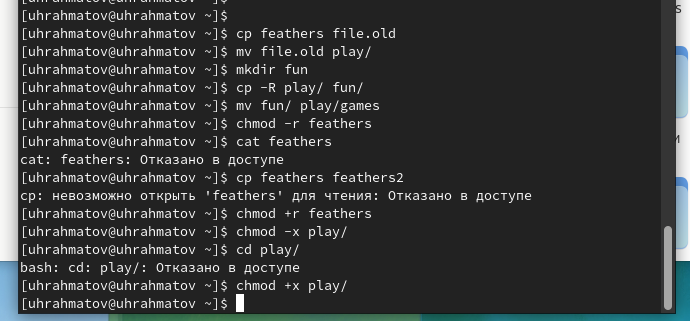 [uhrahmatov@uhrahmatov ~]$
[uhrahmatov@uhrahmatov ~]$ cp feathers file.old
[uhrahmatov@uhrahmatov ~]$ mv file.old play/
[uhrahmatov@uhrahmatov ~]$ mkdir fun
[uhrahmatov@uhrahmatov ~]$ cp -R play/ fun/
[uhrahmatov@uhrahmatov ~]$ mv fun/ play/games
[uhrahmatov@uhrahmatov ~]$ chmod -r feathers
[uhrahmatov@uhrahmatov ~]$ cat feathers
cat: feathers: Отказано в доступе
[uhrahmatov@uhrahmatov ~]$ cp feathers feathers2
cp: невозможно открыть 'feathers' для чтения: Отказано в доступе
[uhrahmatov@uhrahmatov ~]$ chmod +r feathers
[uhrahmatov@uhrahmatov ~]$ chmod -x play/
[uhrahmatov@uhrahmatov ~]$ cd play/
bash: cd: play/: Отказано в доступе
[uhrahmatov@uhrahmatov ~]$ chmod +x play/
[uhrahmatov@uhrahmatov ~]$